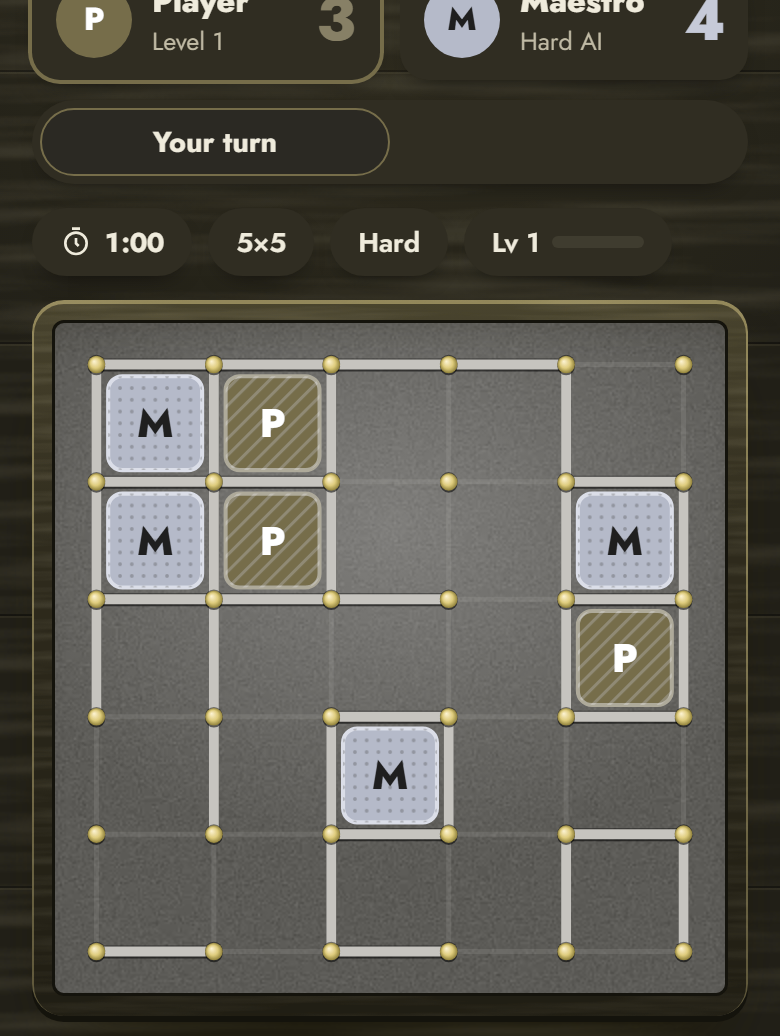 P Player 3
Level 1
M Maestro 4
Hard AI
Your turn
1:00 5×5 Hard Lv 1
M P
M P M
P
M